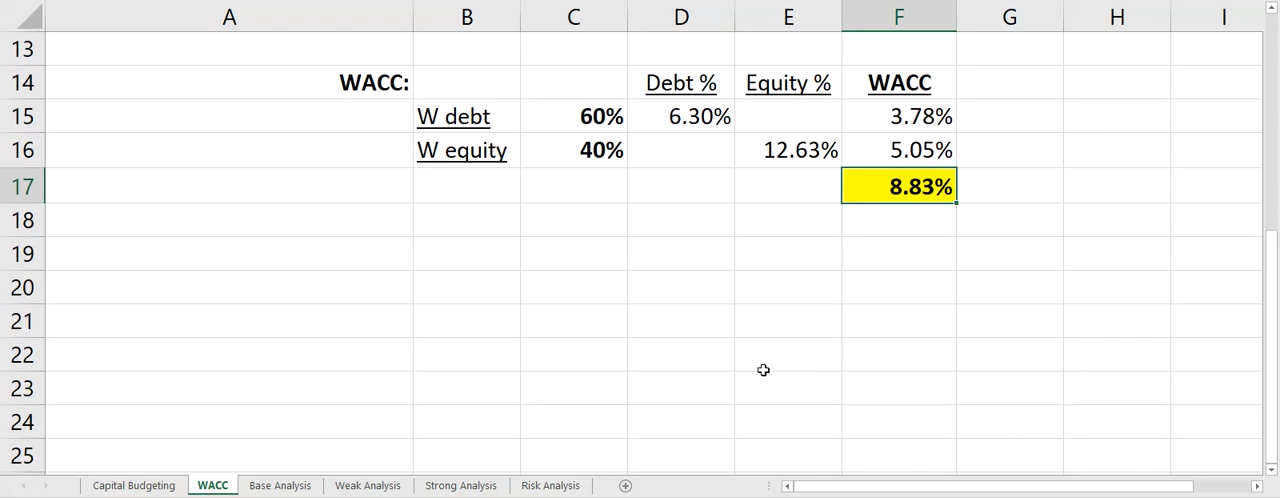 A B C D E F G H I
13
14 WACC: Debt % Equity % WACC
15 W debt 60% 6.30% 3.78%
16 W equity 40% 12.63% 5.05%
17 8.83%
18
19
20
21
22
23
24
25
Capital Budgeting WACC Base Analysis Weak Analysis Strong Analysis Risk Analysis